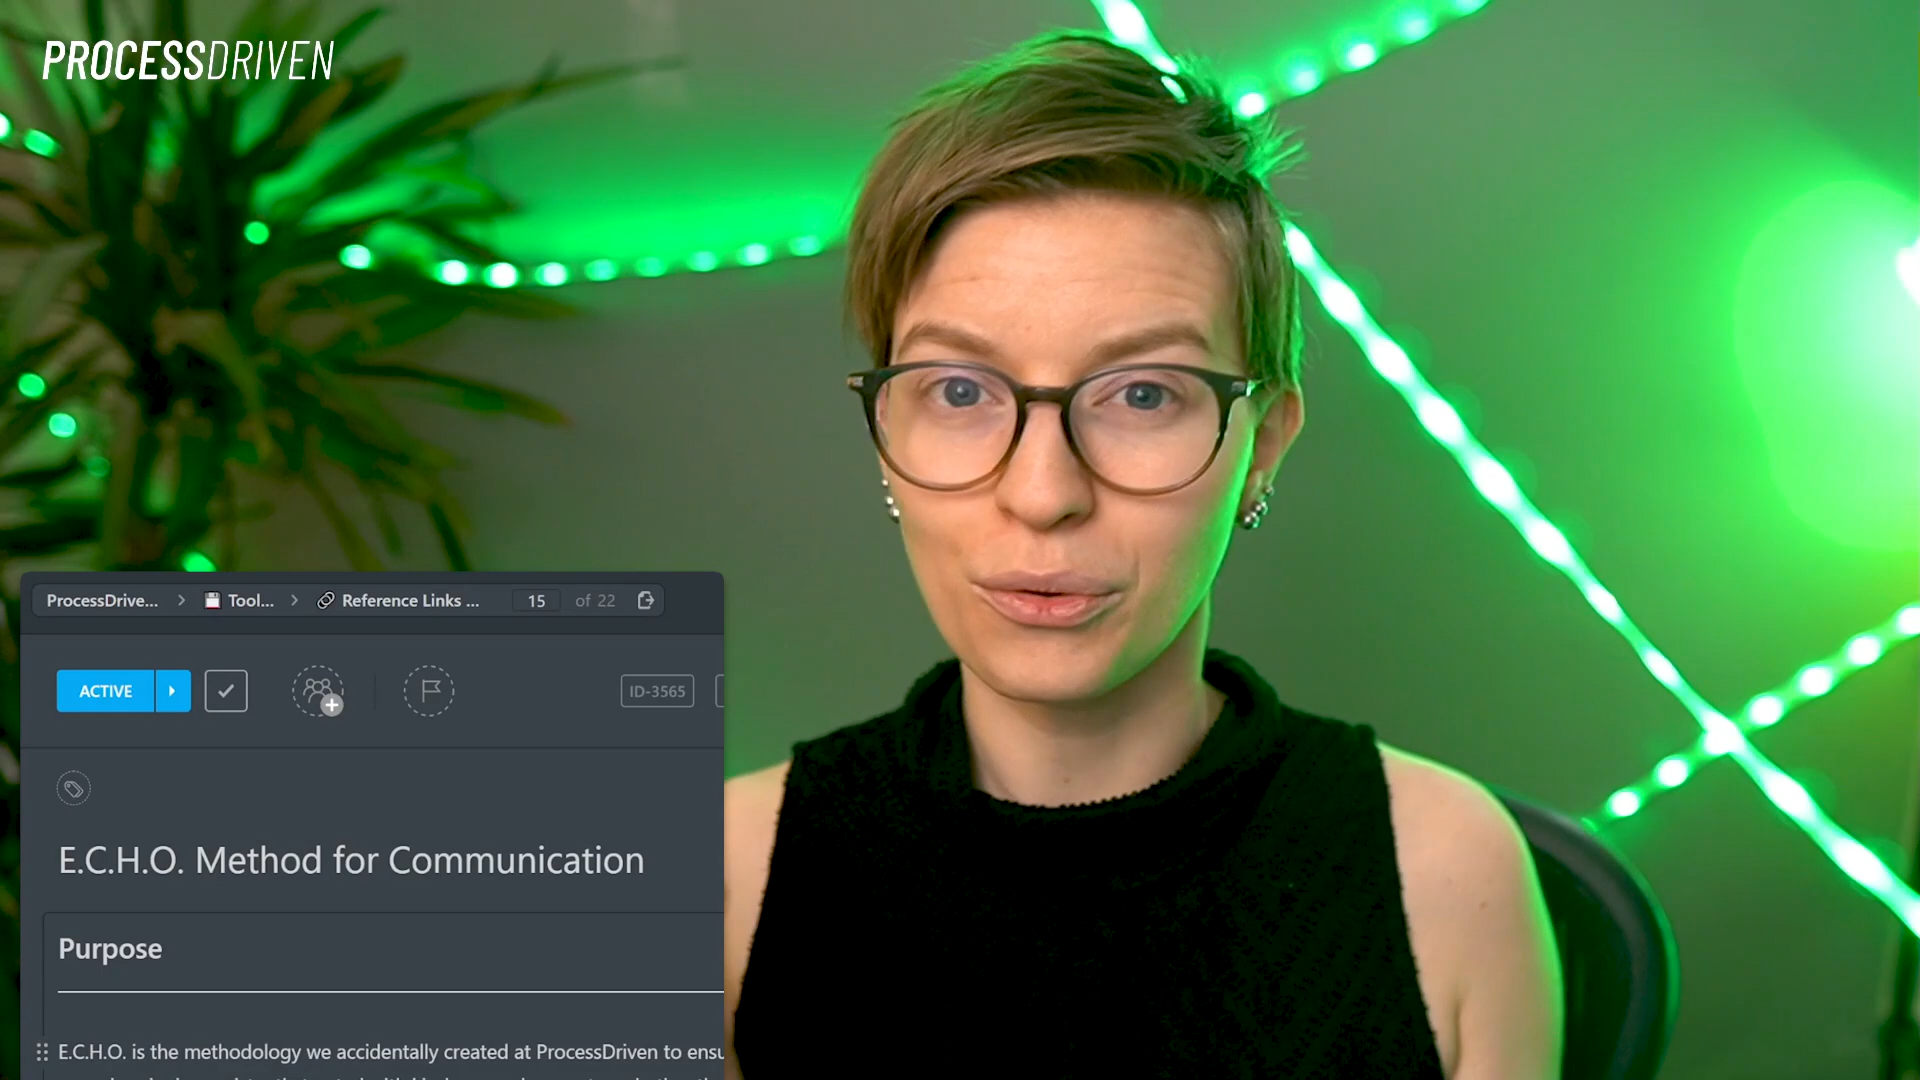 PROCESSDRIVEN
ProcessDrive... > Tool... > Reference Links ... 15 of 22
ACTIVE
ID-3565
E.C.H.O. Method for Communication
Purpose
E.C.H.O. is the methodology we accidentally created at ProcessDriven to ensu